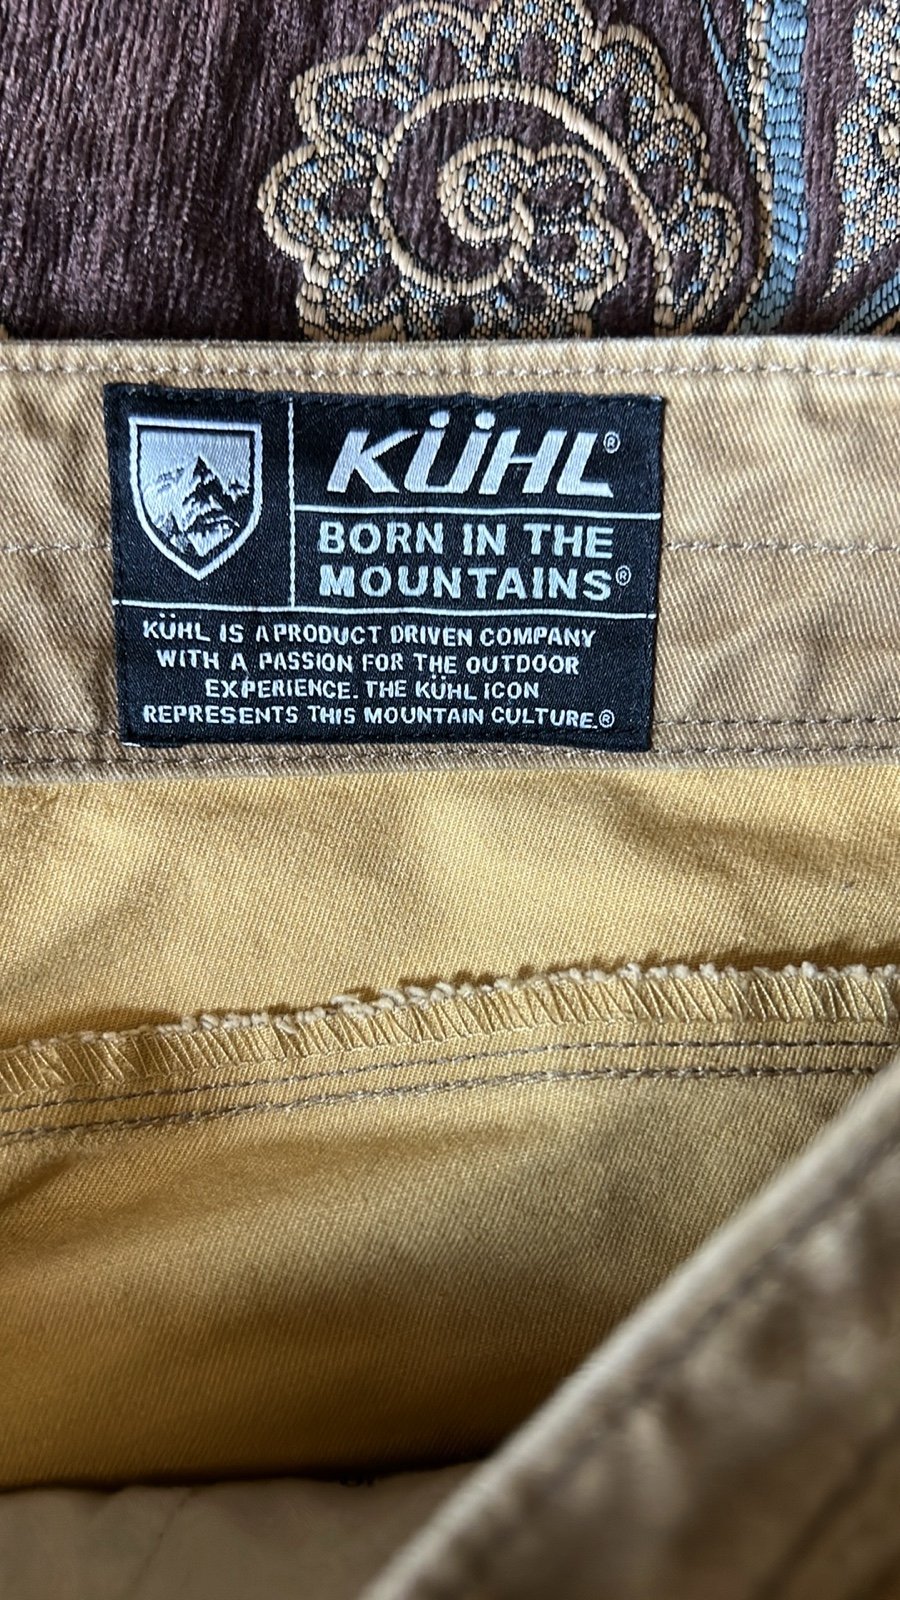 KÜHL®
BORN IN THE
MOUNTAINS®
KÜHL IS A PRODUCT DRIVEN COMPANY
WITH A PASSION FOR THE OUTDOOR
EXPERIENCE. THE KÜHL ICON
REPRESENTS THIS MOUNTAIN CULTURE.®